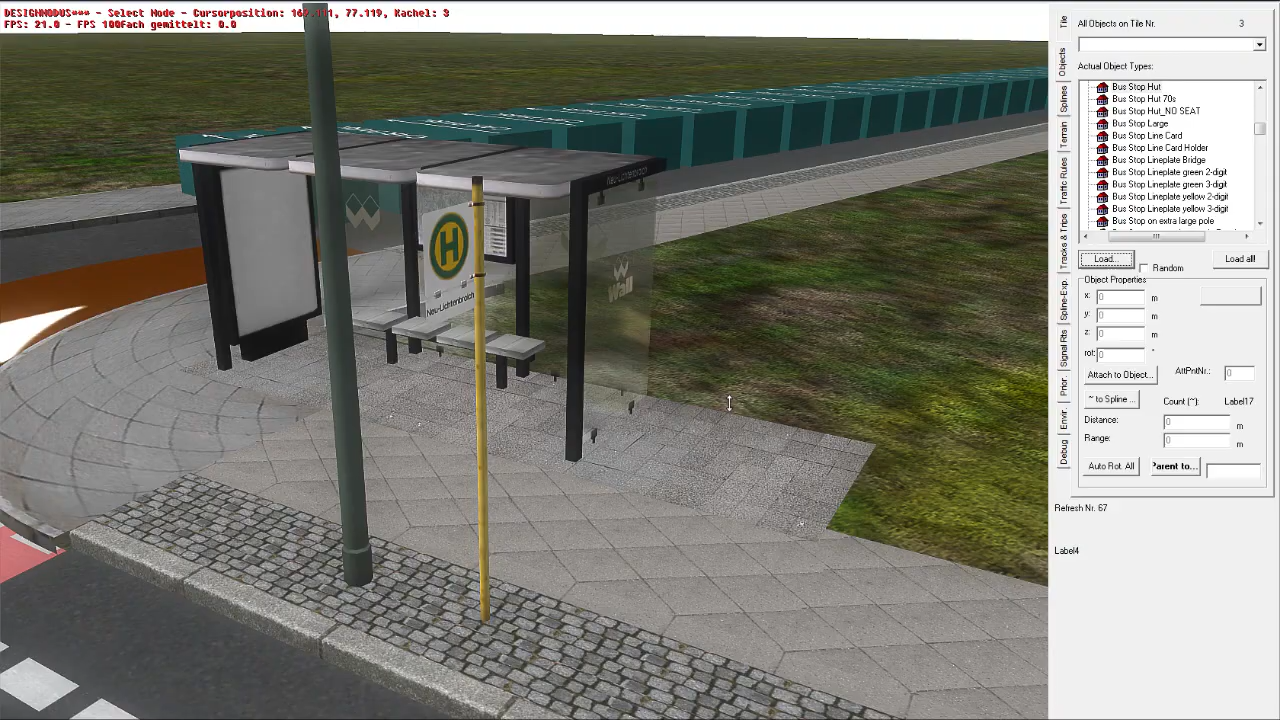 DESIGNMODUS*** - Select Mode - Cursorposition: 77.119, Kachel: 3
FPS: 21.0 - FPS 100Fach gemittelt: 0.0
Tile
Objects
Splines
Terrain
Traffic Rules
Tracks & Trips
Spline-Exp.
Signal Rts
Prior.
Envir.
Debug
All Objects on Tile Nr. 3
Actual Object Types:
Bus Stop Hut
Bus Stop Hut 70s
Bus Stop Hut_NO SEAT
Bus Stop Large
Bus Stop Line Card
Bus Stop Line Card Holder
Bus Stop Lineplate Bridge
Bus Stop Lineplate green 2-digit
Bus Stop Lineplate green 3-digit
Bus Stop Lineplate yellow 2-digit
Bus Stop Lineplate yellow 3-digit
Bus Stop on extra large pole
Load...
Random
Load all!
Object Properties
x: 0 m
y: 0 m
z: 0 m
rot: 0 °
Attach to Object...
AttPntNr.: 0
~ to Spline ...
Count (~): Label17
Distance: 0 m
Range: 0 m
Auto Rot. All
Parent to...
Refresh Nr. 67
Label4
Neu-Lichtenbroich
H
Neu-Lichtenbroich
Wall